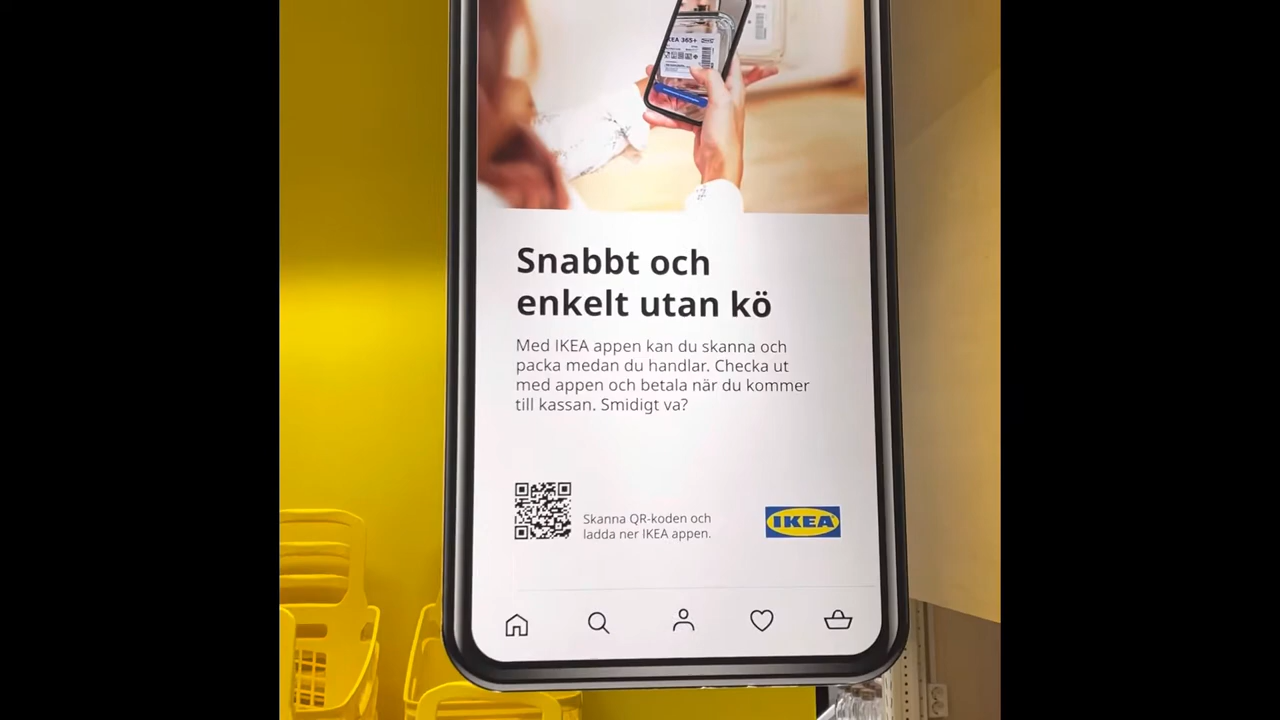 IKEA 365+
Snabbt och
enkelt utan kö
Med IKEA appen kan du skanna och
packa medan du handlar. Checka ut
med appen och betala när du kommer
till kassan. Smidigt va?
Skanna QR-koden och
ladda ner IKEA appen.
IKEA